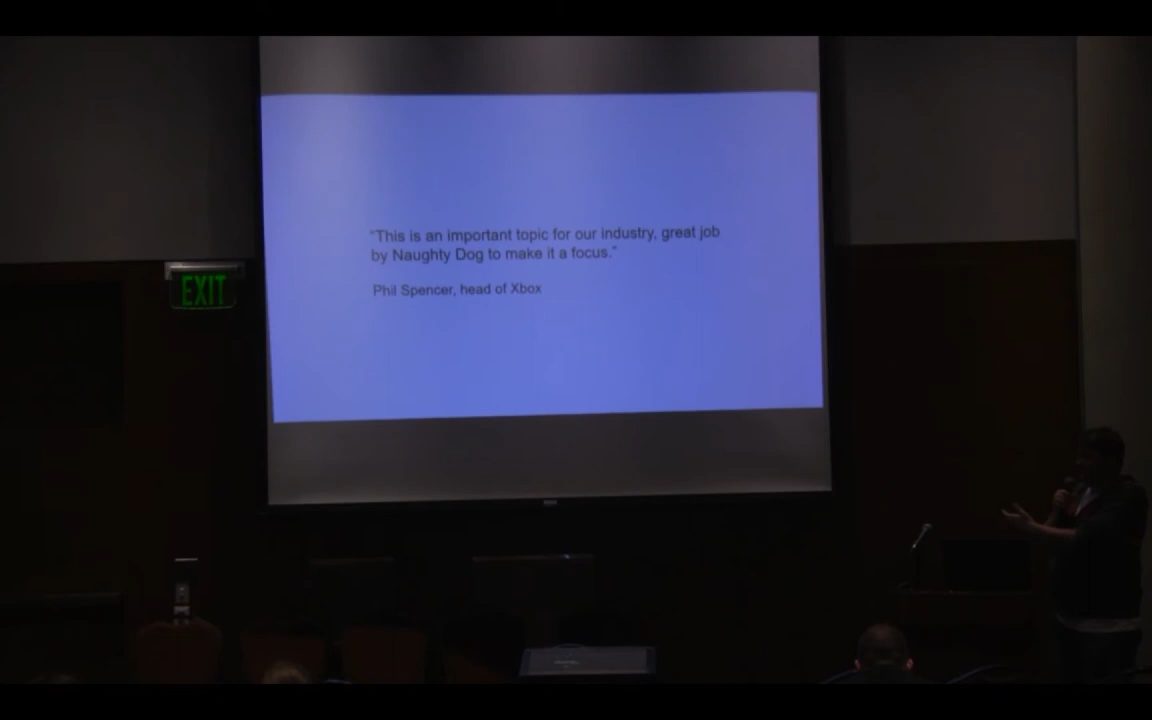 "This is an important topic for our industry, great job
by Naughty Dog to make it a focus."
Phil Spencer, head of Xbox
EXIT